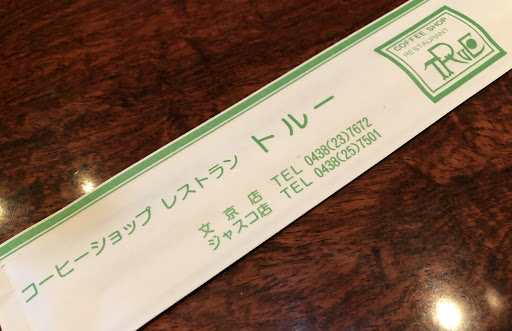 COFFEE SHOP
RESTAURANT
TRUE
コーヒーショップ レストラン トルー
文京店 TEL 0438(23)7672
ジャスコ店 TEL 0438(25)7501